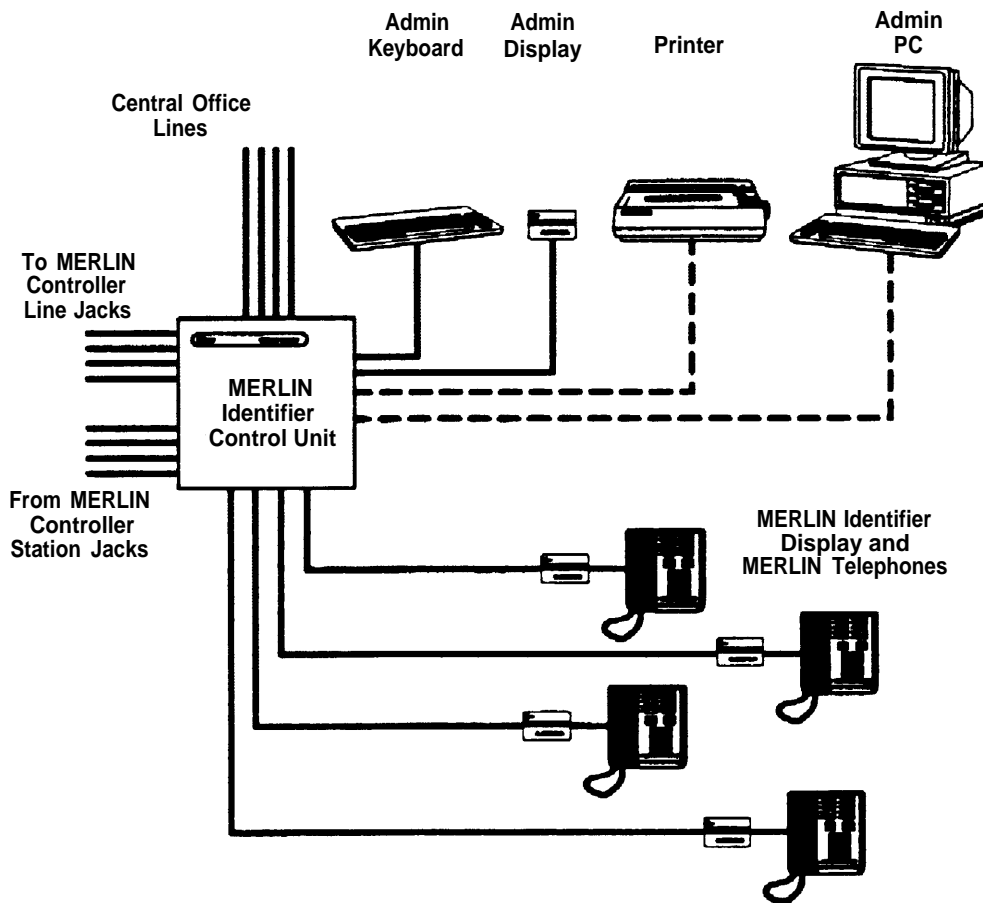 Admin
Keyboard
Admin
Display
Printer
Admin
PC
Central Office
Lines
To MERLIN
Controller
Line Jacks
MERLIN
Identifier
Control Unit
From MERLIN
Controller
Station Jacks
MERLIN Identifier
Display and
MERLIN Telephones